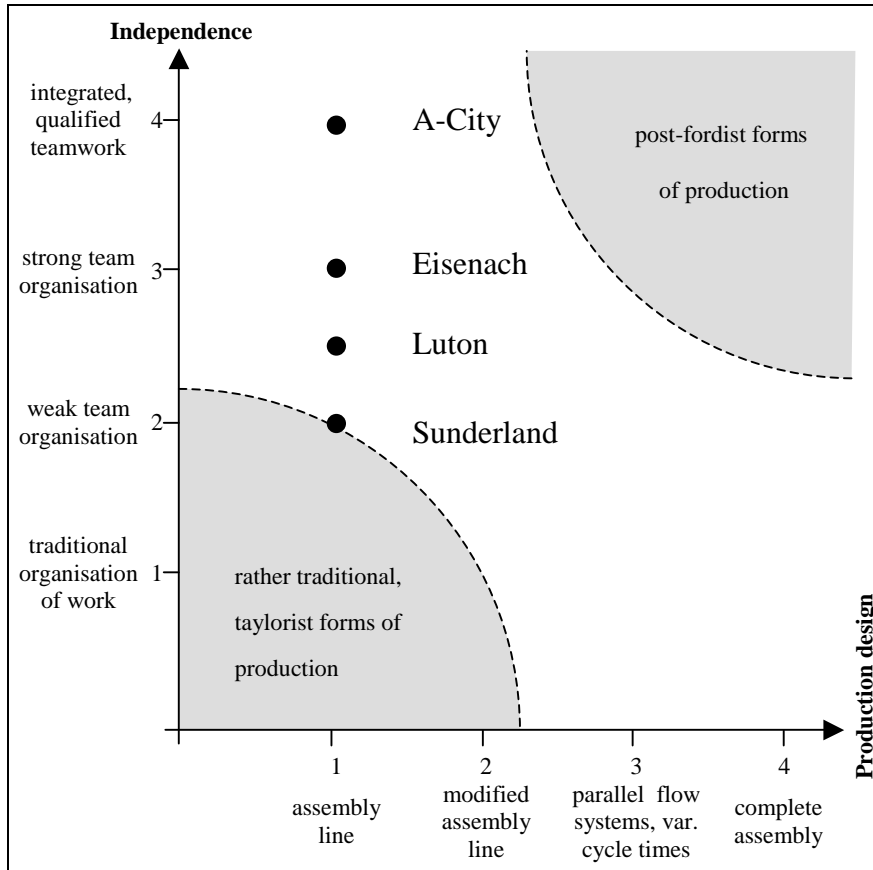 Independence
integrated,
qualified
teamwork
4
A-City
post-fordist forms
of production
strong team
organisation
3
Eisenach
Luton
weak team
organisation
2
Sunderland
traditional
organisation
of work
1
rather traditional,
taylorist forms of
production
Production design
1
assembly
line
2
modified
assembly
line
3
parallel flow
systems, var.
cycle times
4
complete
assembly